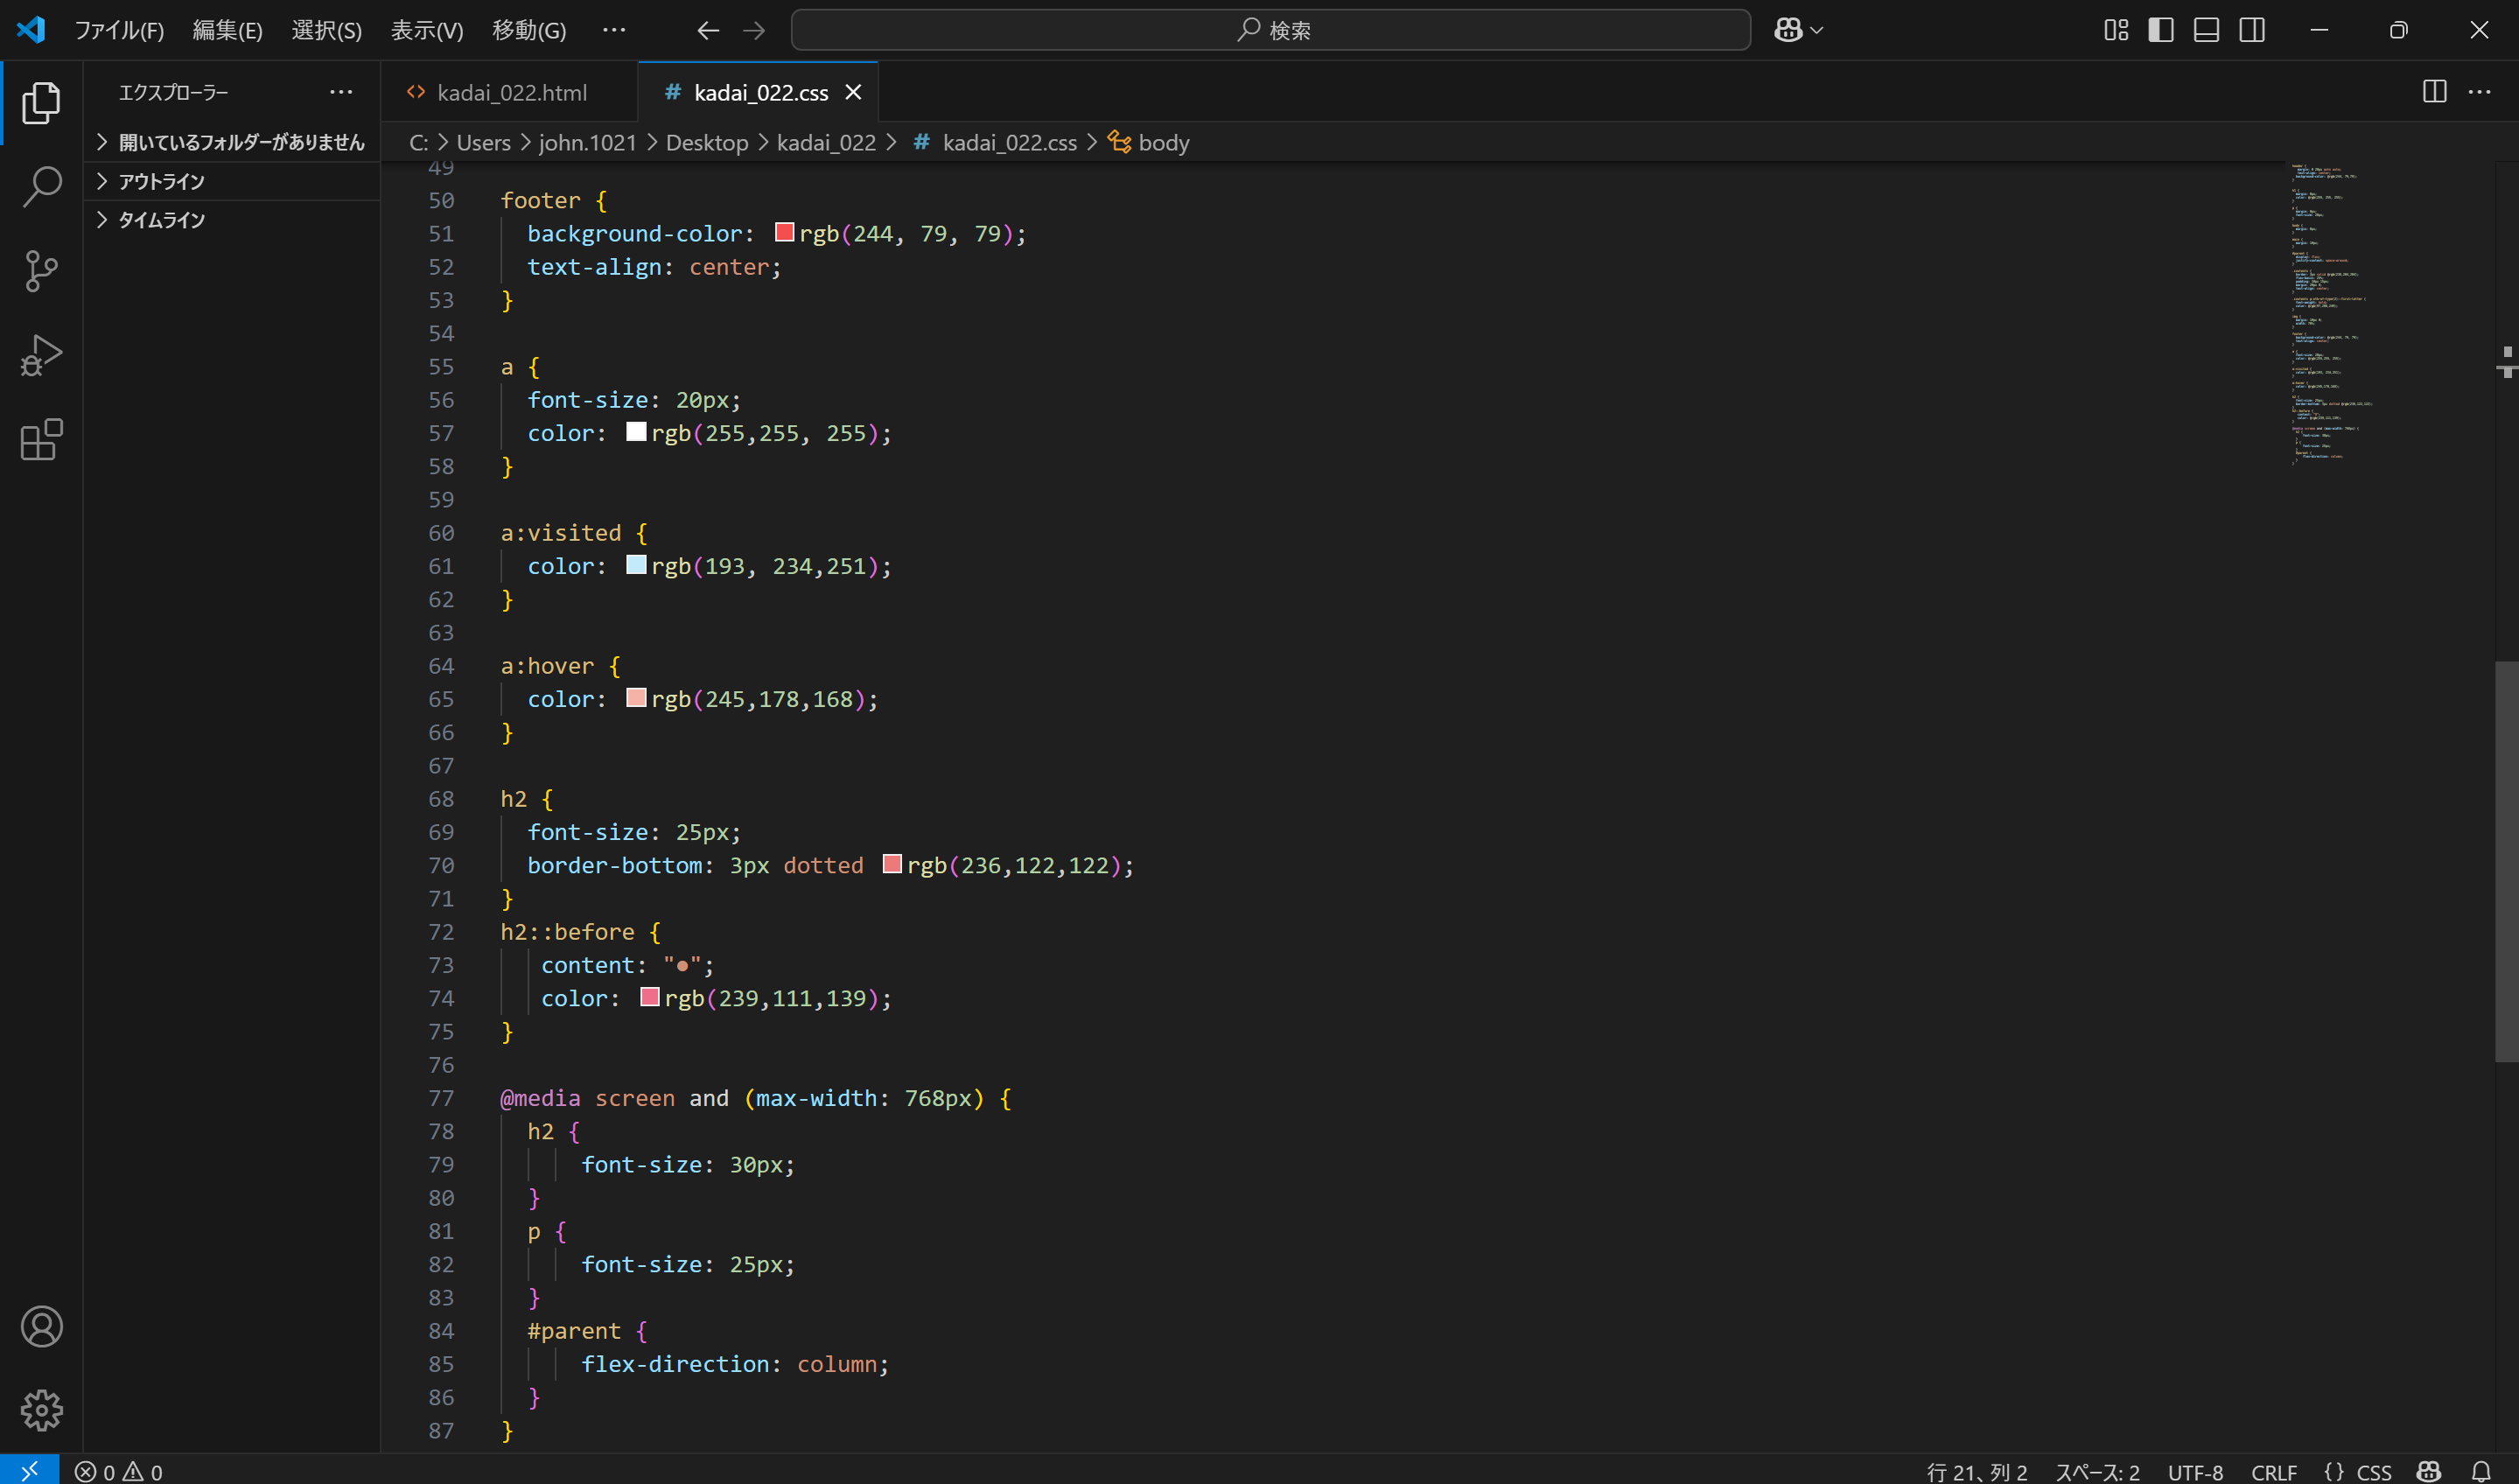 ファイル(F) 編集(E) 選択(S) 表示(V) 移動(G) … 検索
エクスプローラー …
kadai_022.html # kadai_022.css
開いているフォルダーがありません
アウトライン
タイムライン
C: > Users > john.1021 > Desktop > kadai_022 > # kadai_022.css > body
49
50 footer {
51 background-color: rgb(244, 79, 79);
52 text-align: center;
53 }
54
55 a {
56 font-size: 20px;
57 color: rgb(255,255, 255);
58 }
59
60 a:visited {
61 color: rgb(193, 234,251);
62 }
63
64 a:hover {
65 color: rgb(245,178,168);
66 }
67
68 h2 {
69 font-size: 25px;
70 border-bottom: 3px dotted rgb(236,122,122);
71 }
72 h2::before {
73 content: "●";
74 color: rgb(239,111,139);
75 }
76
77 @media screen and (max-width: 768px) {
78 h2 {
79 font-size: 30px;
80 }
81 p {
82 font-size: 25px;
83 }
84 #parent {
85 flex-direction: column;
86 }
87 }
0 0 行 21、列 2 スペース: 2 UTF-8 CRLF {} CSS